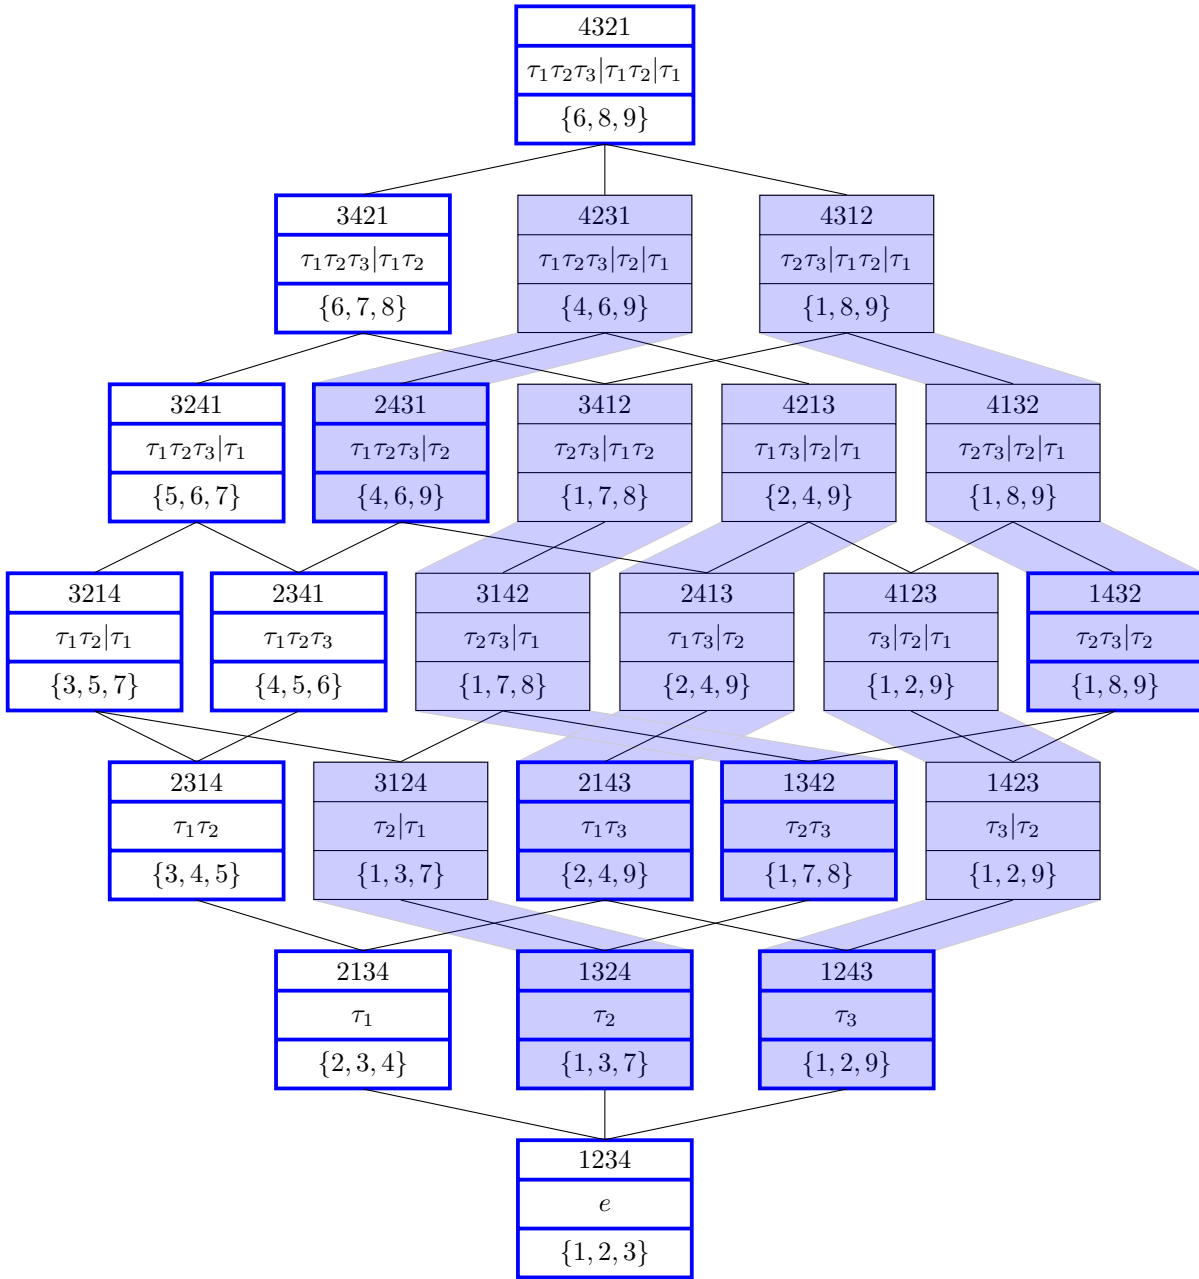 4321
τ₁τ₂τ₃|τ₁τ₂|τ₁
{6, 8, 9}
3421 4231 4312
τ₁τ₂τ₃|τ₁τ₂ τ₁τ₂τ₃|τ₂|τ₁ τ₂τ₃|τ₁τ₂|τ₁
{6, 7, 8} {4, 6, 9} {1, 8, 9}
3241 2431 3412 4213 4132
τ₁τ₂τ₃|τ₁ τ₁τ₂τ₃|τ₂ τ₂τ₃|τ₁τ₂ τ₁τ₃|τ₂|τ₁ τ₂τ₃|τ₂|τ₁
{5, 6, 7} {4, 6, 9} {1, 7, 8} {2, 4, 9} {1, 8, 9}
3214 2341 3142 2413 4123 1432
τ₁τ₂|τ₁ τ₁τ₂τ₃ τ₂τ₃|τ₁ τ₁τ₃|τ₂ τ₃|τ₂|τ₁ τ₂τ₃|τ₂
{3, 5, 7} {4, 5, 6} {1, 7, 8} {2, 4, 9} {1, 2, 9} {1, 8, 9}
2314 3124 2143 1342 1423
τ₁τ₂ τ₂|τ₁ τ₁τ₃ τ₂τ₃ τ₃|τ₂
{3, 4, 5} {1, 3, 7} {2, 4, 9} {1, 7, 8} {1, 2, 9}
2134 1324 1243
τ₁ τ₂ τ₃
{2, 3, 4} {1, 3, 7} {1, 2, 9}
1234
e
{1, 2, 3}